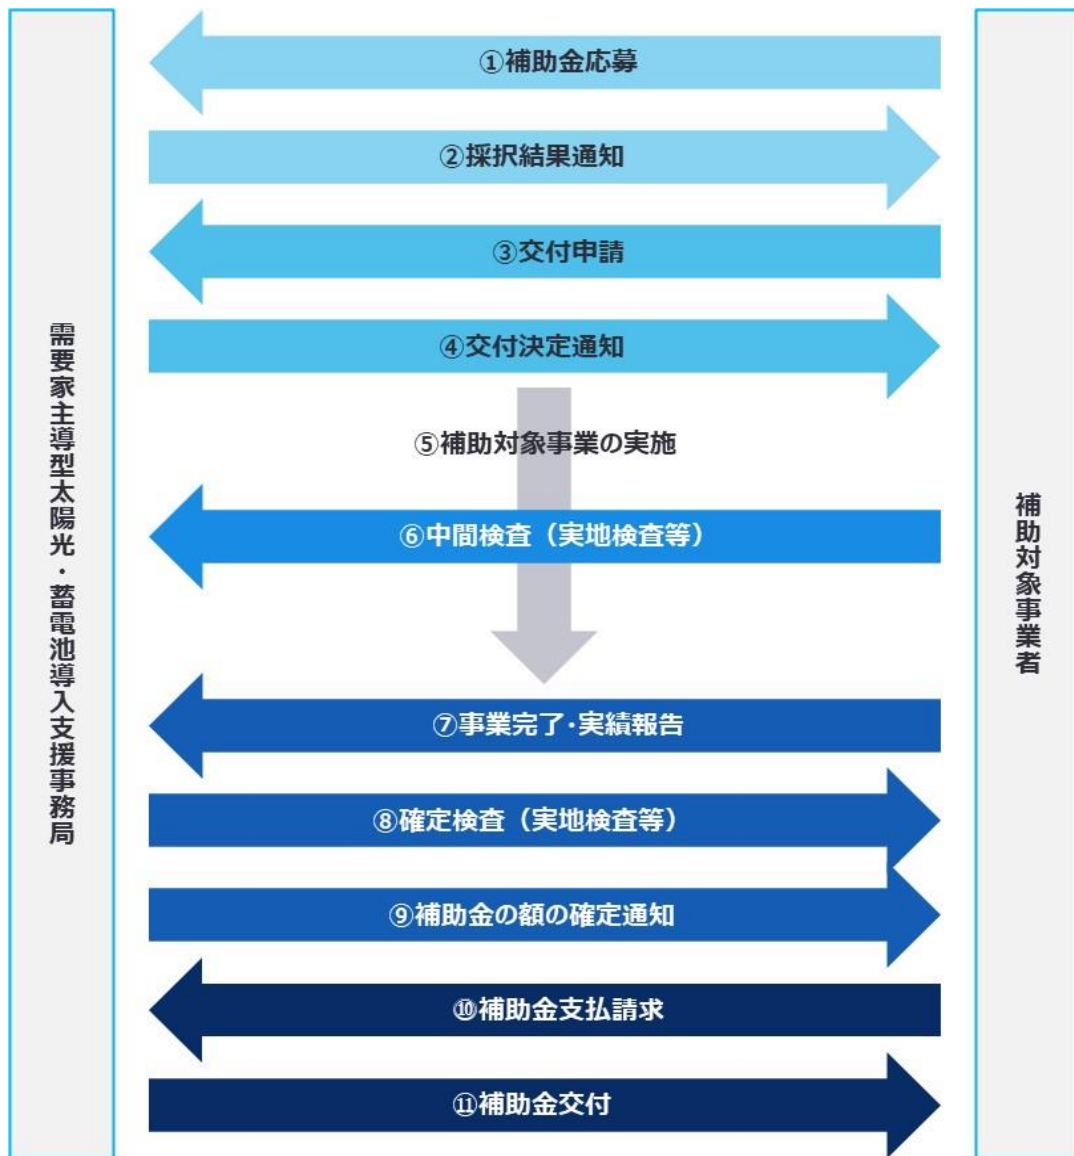 ①補助金応募
②採択結果通知
③交付申請
④交付決定通知
⑤補助対象事業の実施
⑥中間検査（実地検査等）
⑦事業完了・実績報告
⑧確定検査（実地検査等）
⑨補助金の額の確定通知
⑩補助金支払請求
⑪補助金交付
需要家主導型太陽光・蓄電池導入支援事務局
補助対象事業者